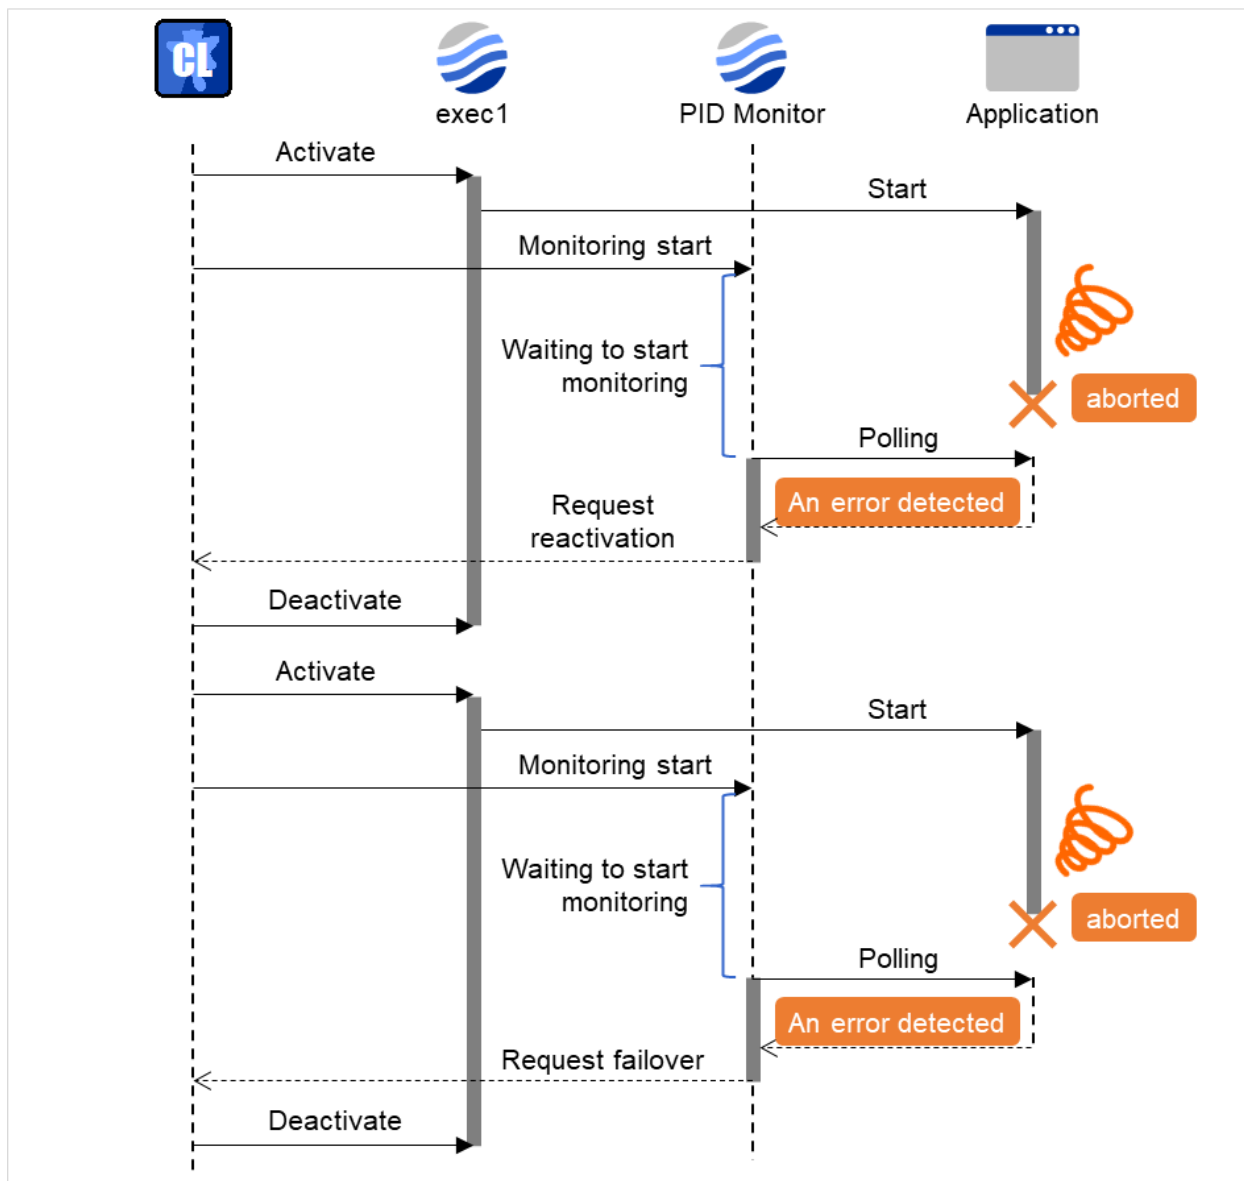 CL
exec1
PID Monitor
Application
Activate
Start
Monitoring start
Waiting to start
monitoring
aborted
Polling
An error detected
Request
reactivation
Deactivate
Activate
Start
Monitoring start
Waiting to start
monitoring
aborted
Polling
An error detected
Request failover
Deactivate